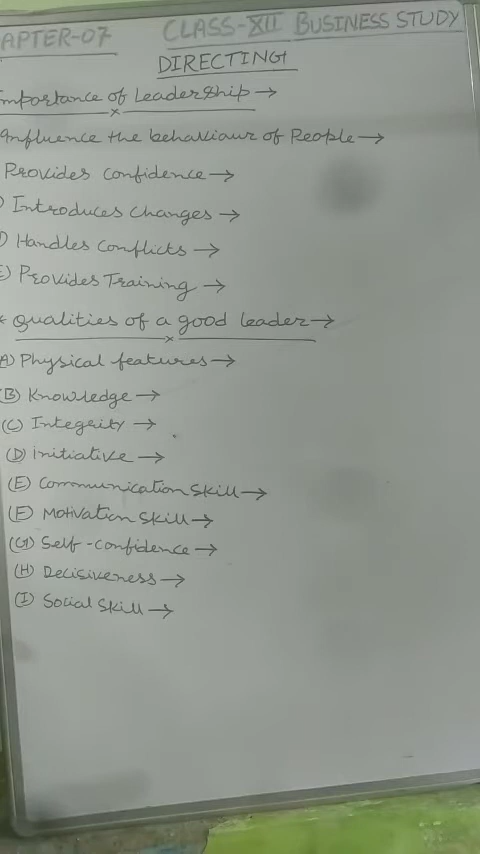 APTER-07 CLASS-XII BUSINESS STUDY
DIRECTING
Importance of Leadership →
Influence the behaviour of People →
Provides Confidence →
) Introduces Changes →
) Handles Conflicts →
E) Provides Training →
* Qualities of a good leader →
(A) Physical features →
(B) Knowledge →
(C) Integrity →
(D) initiative →
(E) Communication Skill →
(F) Motivation Skill →
(G) Self-confidence →
(H) Decisiveness →
(I) Social Skill →